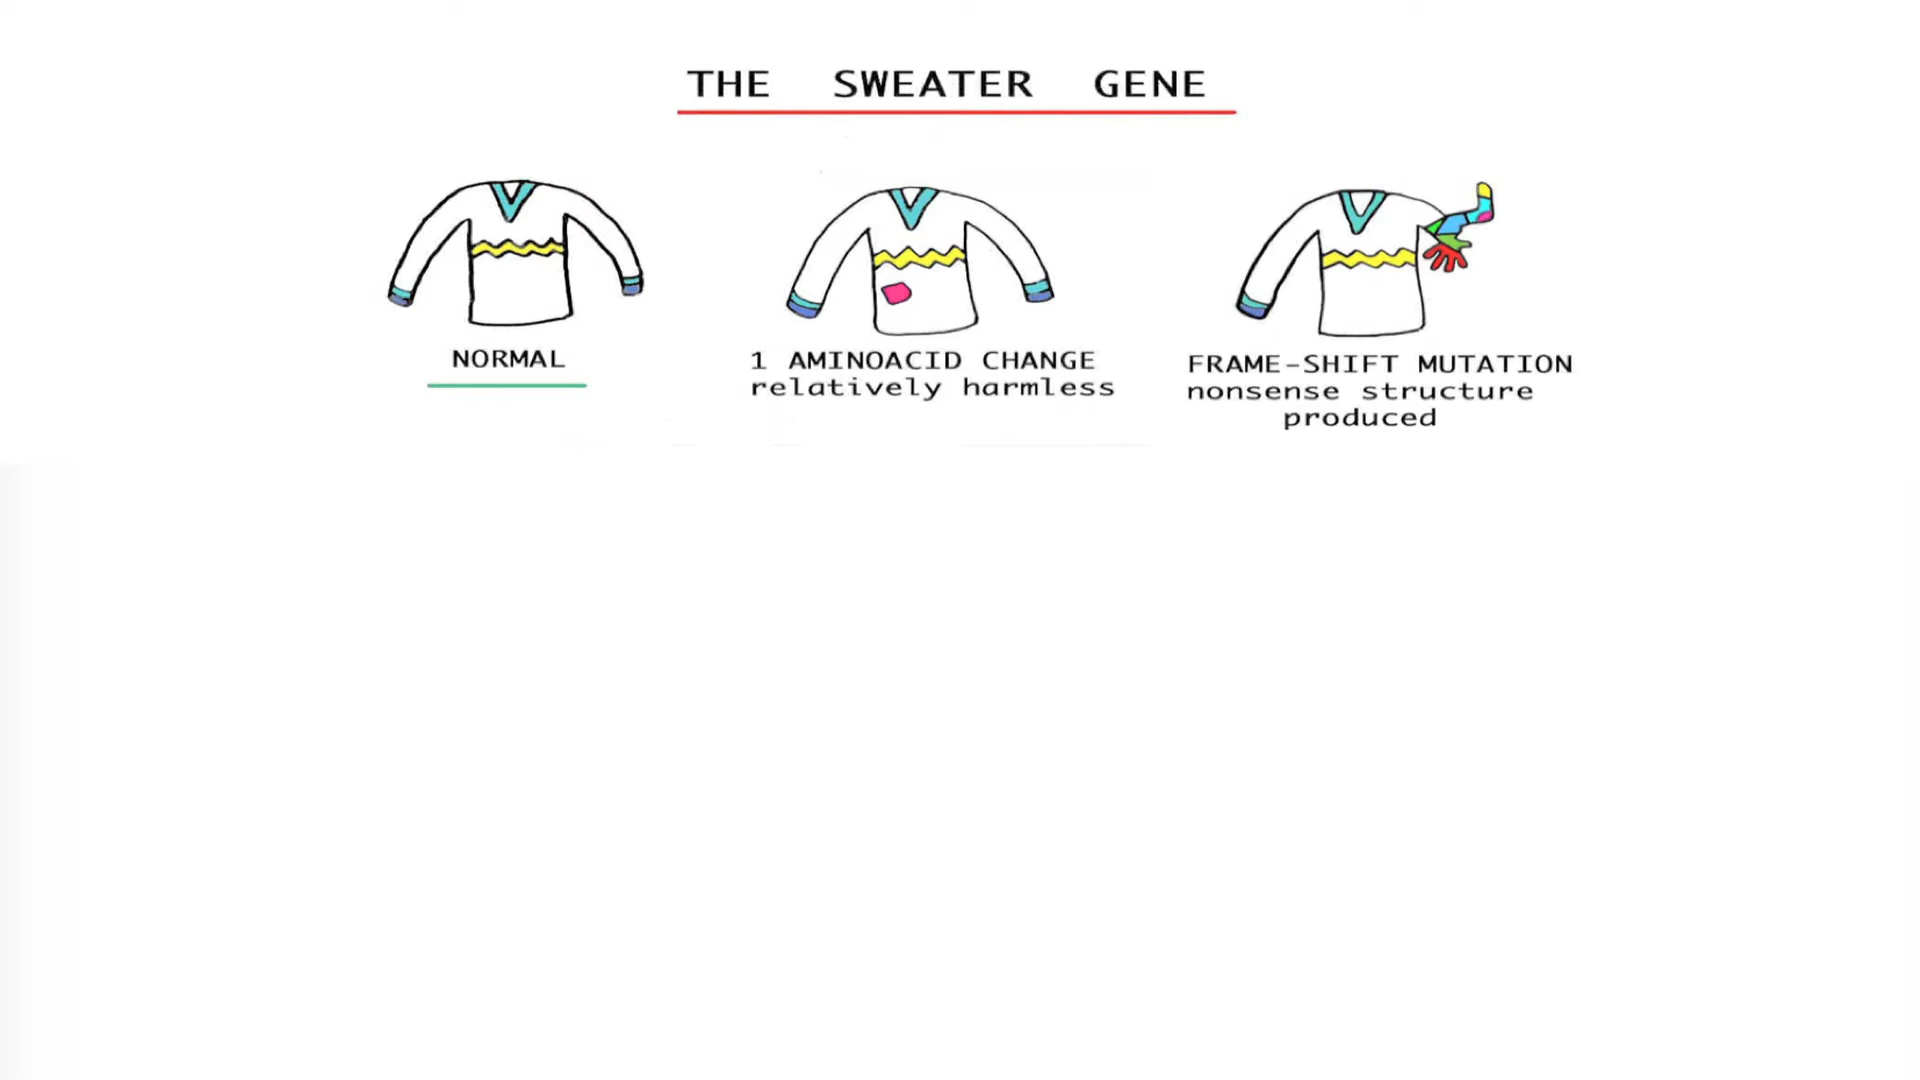 THE SWEATER GENE
NORMAL
1 AMINOACID CHANGE
relatively harmless
FRAME-SHIFT MUTATION
nonsense structure
produced